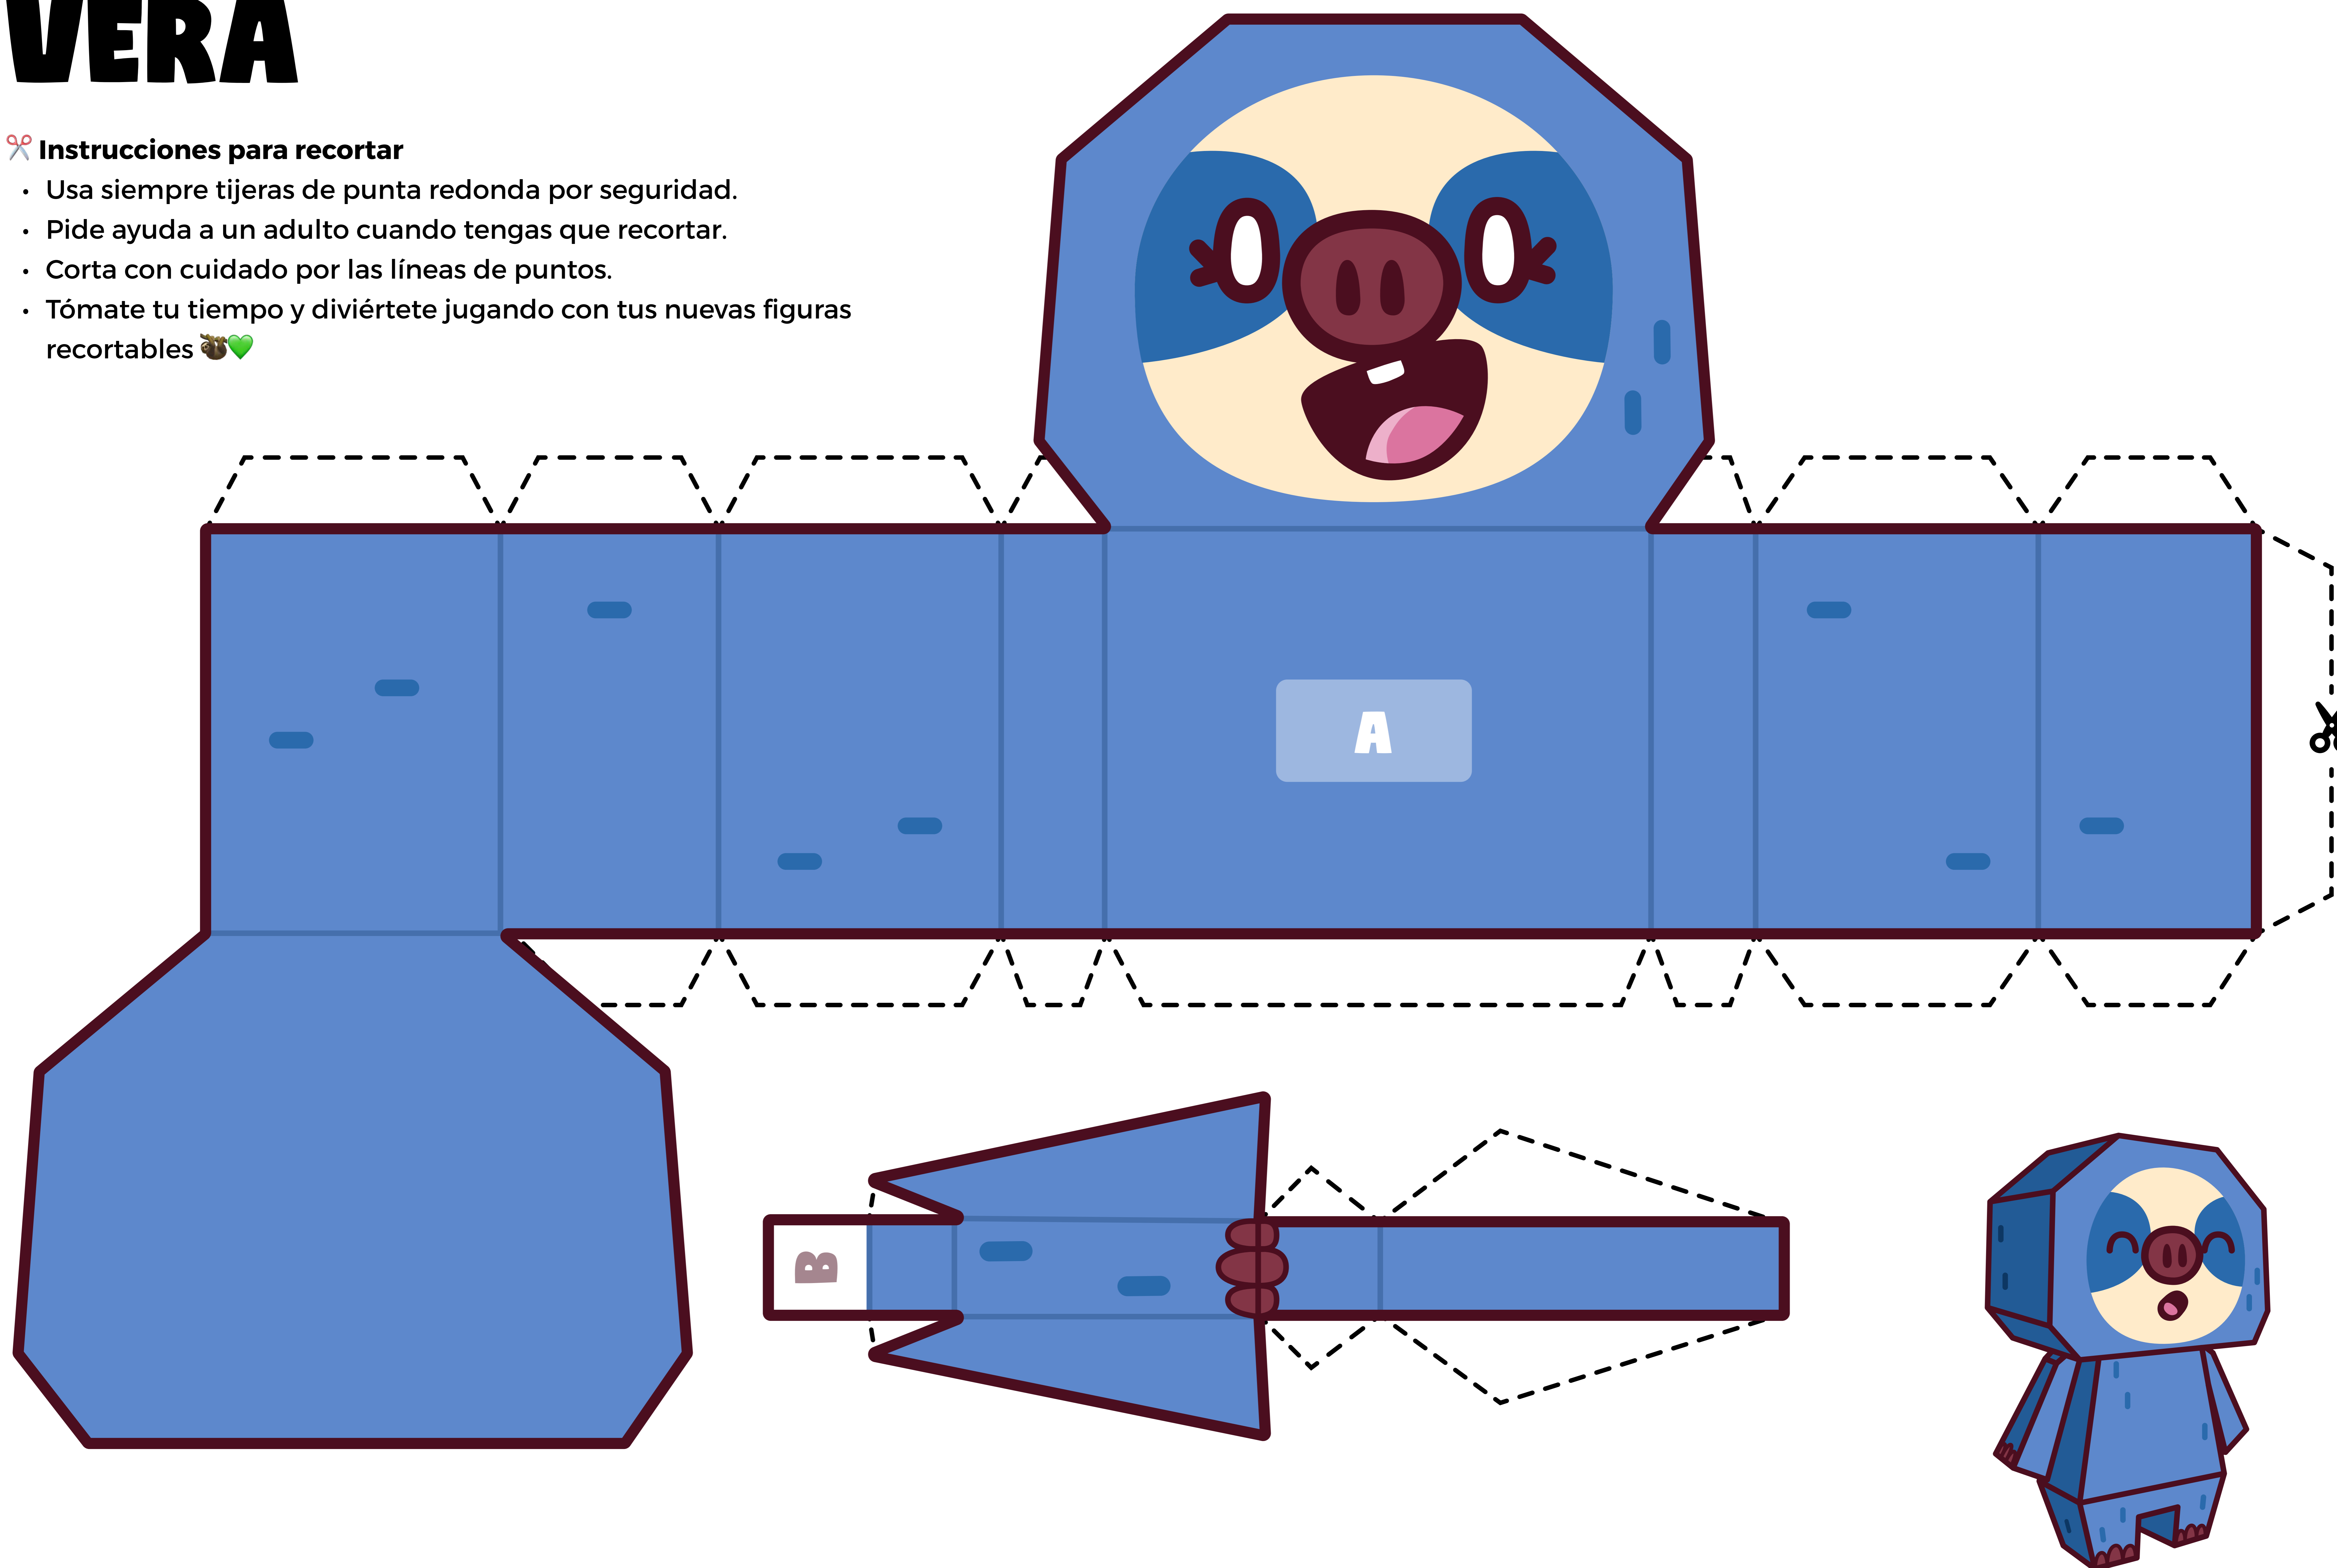 VERA
✂️ Instrucciones para recortar
• Usa siempre tijeras de punta redonda por seguridad.
• Pide ayuda a un adulto cuando tengas que recortar.
• Corta con cuidado por las líneas de puntos.
• Tómate tu tiempo y diviértete jugando con tus nuevas figuras
recortables 🦥💚
A
B